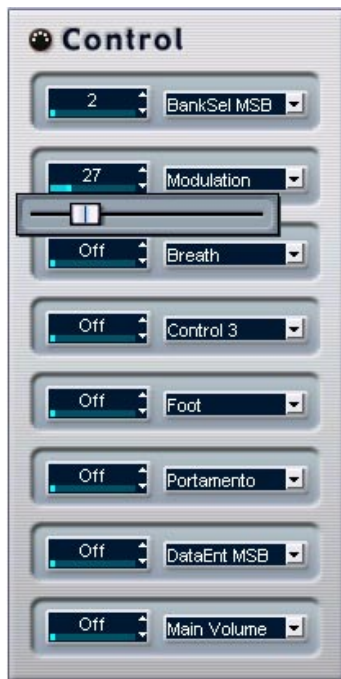 Control
2 BankSel MSB
27 Modulation
Off Breath
Off Control 3
Off Foot
Off Portamento
Off DataEnt MSB
Off Main Volume